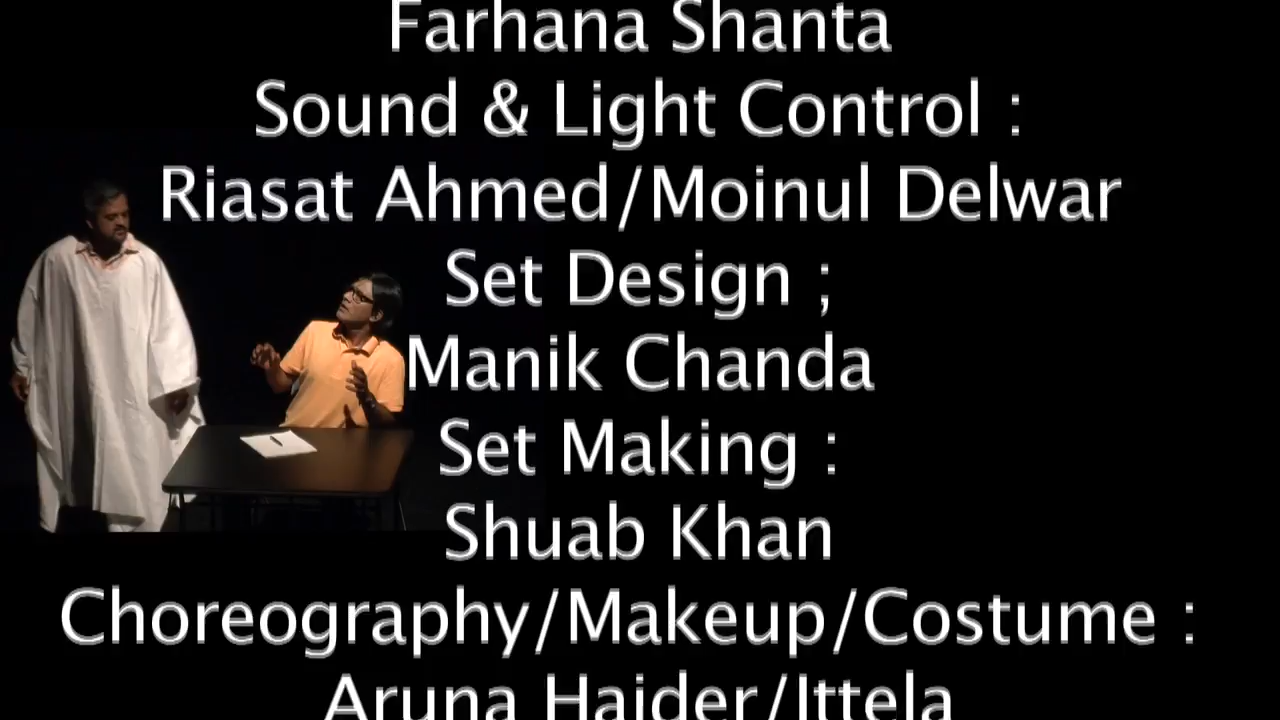 Farhana Shanta
Sound & Light Control :
Riasat Ahmed/Moinul Delwar
Set Design ;
Manik Chanda
Set Making :
Shuab Khan
Choreography/Makeup/Costume :
Aruna Haider/Ittela